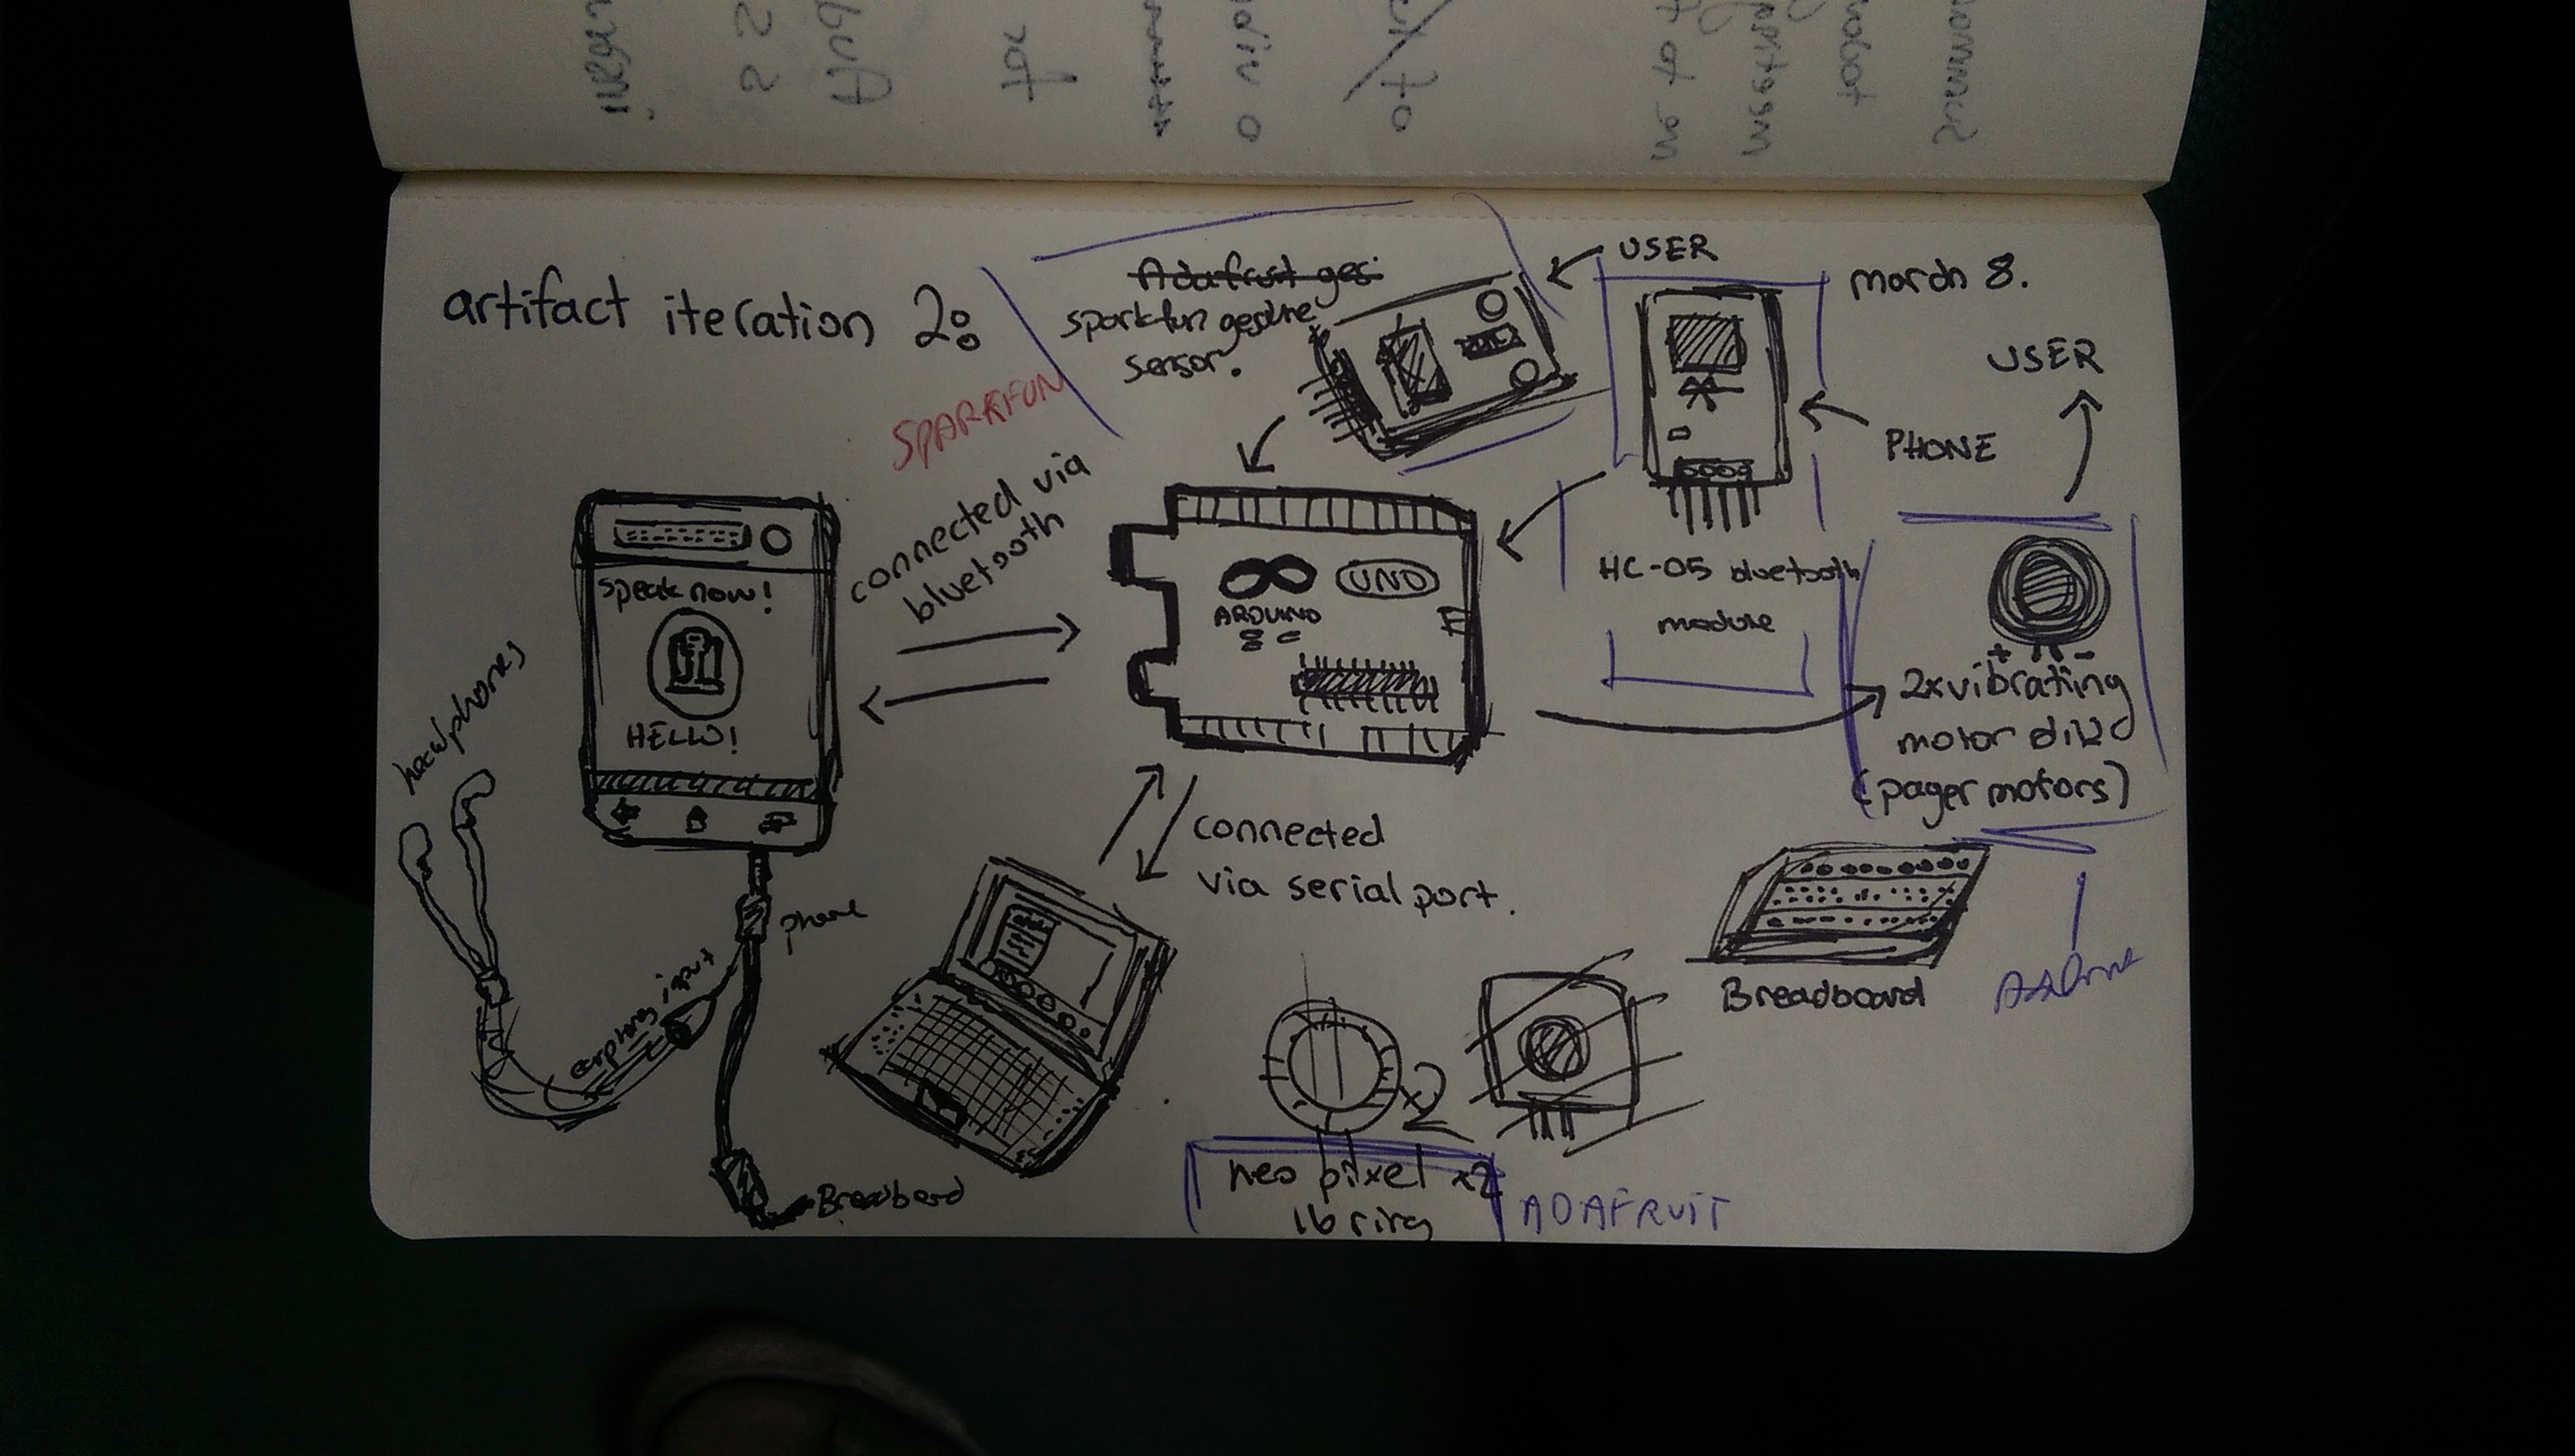 artifact iteration 2:
Adafruit ges.
sparkfun gesture
sensor.
SPARKFUN
USER
march 8.
USER
PHONE
connected via
bluetooth
speak now!
HELLO!
headphones
UNO
ARDUINO
HC-05 bluetooth
module
+ -
2x vibrating
motor disc
(pager motors)
connected
via serial port.
phone
earphone input
Breadboard
Breadboard
x2
neo pixel x2
16 ring
ADAFRUIT